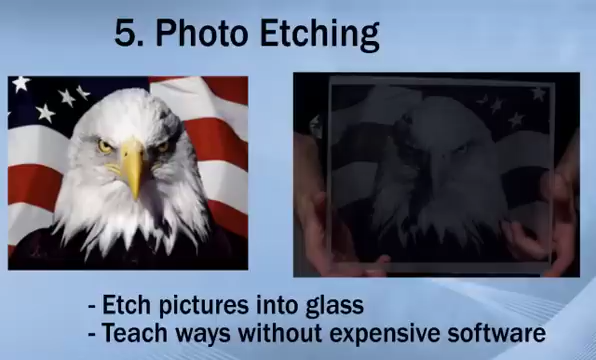 5. Photo Etching
- Etch pictures into glass
- Teach ways without expensive software